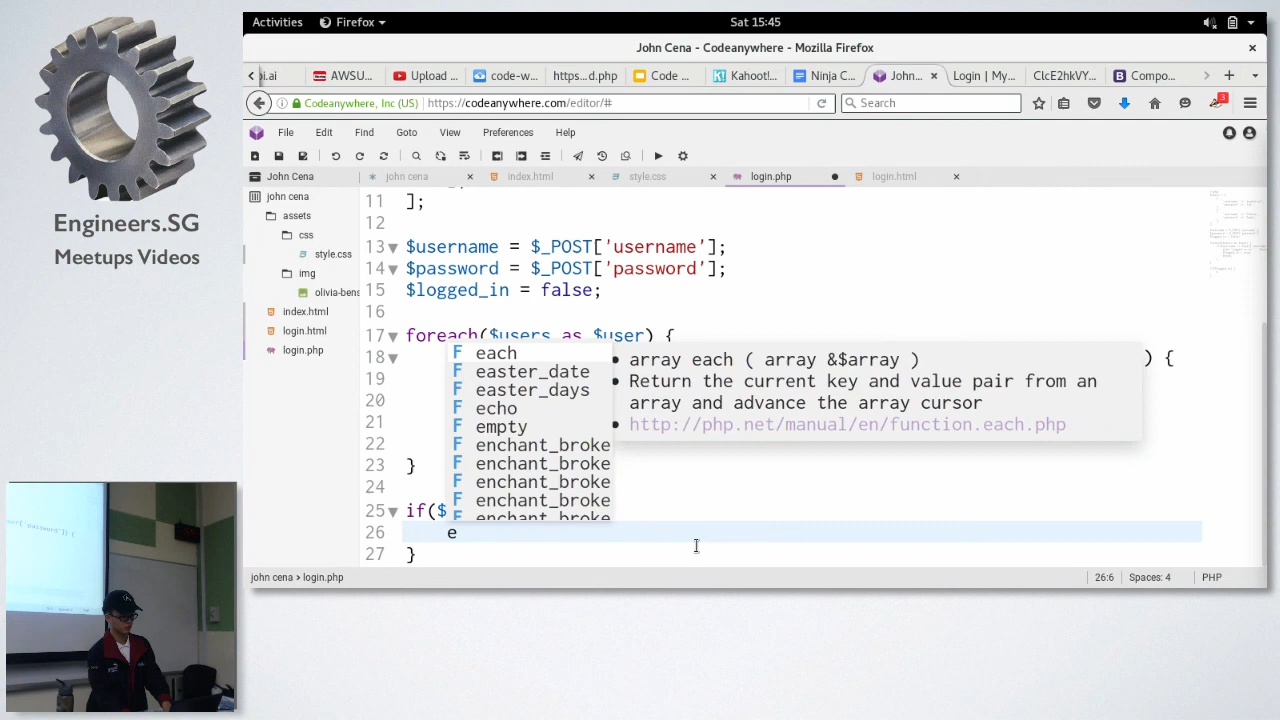 Engineers.SG
Meetups Videos
Activities
Firefox
Sat 15:45
John Cena - Codeanywhere - Mozilla Firefox
AWSU...
Upload ...
code-w...
https...d.php
Code ...
Kahoot!...
Ninja C...
John...
Login | My...
ClcE2hkVY...
Compo...
Codeanywhere, Inc (US)
https://codeanywhere.com/editor/#
Search
3
File Edit Find Goto View Preferences Help
John Cena
john cena
index.html
style.css
login.php
login.html
john cena
assets
css
style.css
img
olivia-bens
index.html
login.html
login.php
11 ];
12
13 $username = $_POST['username'];
14 $password = $_POST['password'];
15 $logged_in = false;
16
17 foreach($users as $user) {
18 ) {
19
20
21
22
23 }
24
25 if($
26 e
27 }
F each
F easter_date
F easter_days
F echo
F empty
F enchant_broke
F enchant_broke
F enchant_broke
F enchant_broke
F enchant_broke
array each ( array &$array )
Return the current key and value pair from an
array and advance the array cursor
http://php.net/manual/en/function.each.php
john cena > login.php
26:6
Spaces: 4
PHP